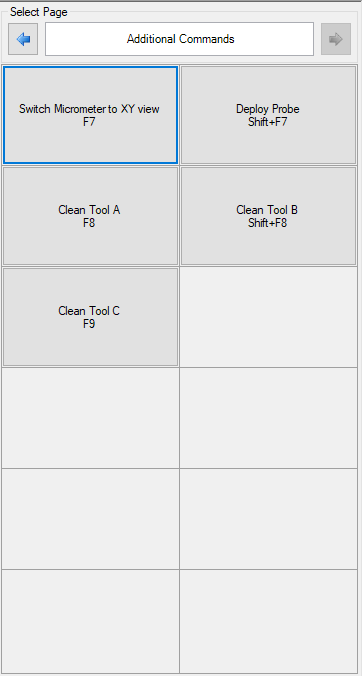 Select Page
Additional Commands
Switch Micrometer to XY view
F7
Deploy Probe
Shift+F7
Clean Tool A
F8
Clean Tool B
Shift+F8
Clean Tool C
F9